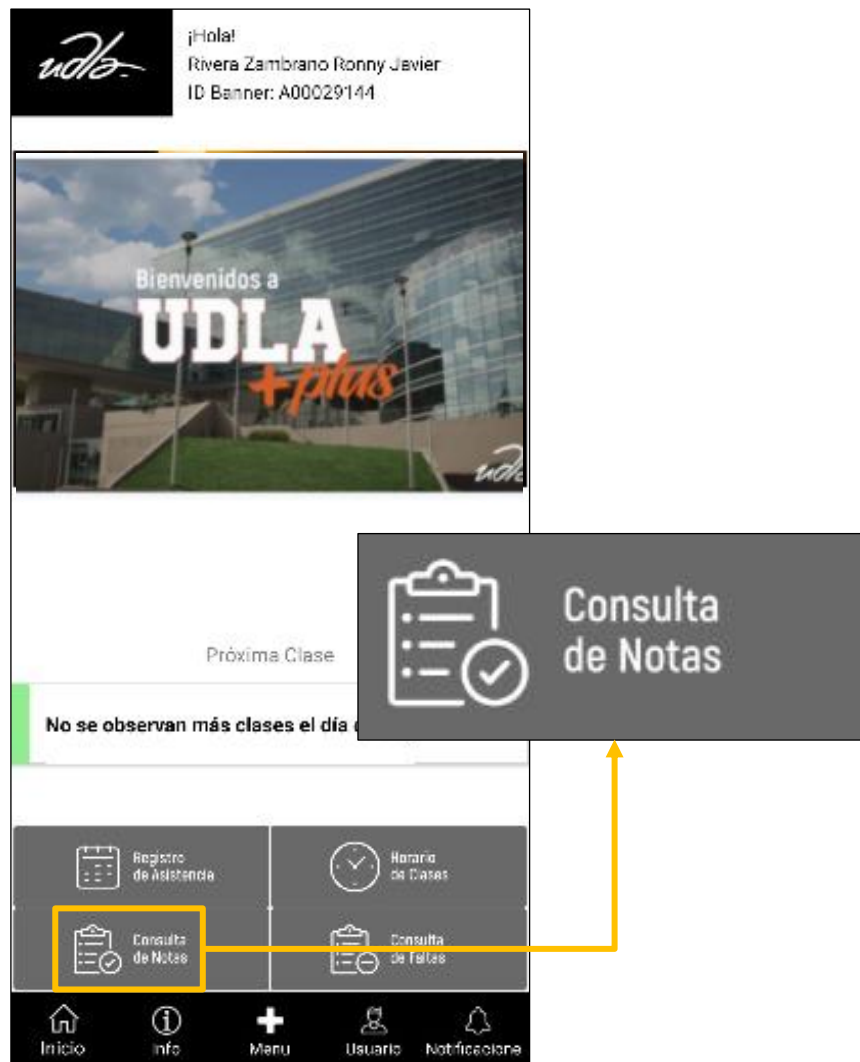 udla-
¡Hola!
Rivera Zambrano Ronny Javier
ID Banner: A00029144
Bienvenidos a
UDLA
+plus
udla
Consulta
de Notas
Próxima Clase
No se observan más clases el día
Registro
de Asistencia
Horario
de Clases
Consulta
de Notas
Consulta
de Faltas
Inicio
Info
Menu
Usuario
Notificacione